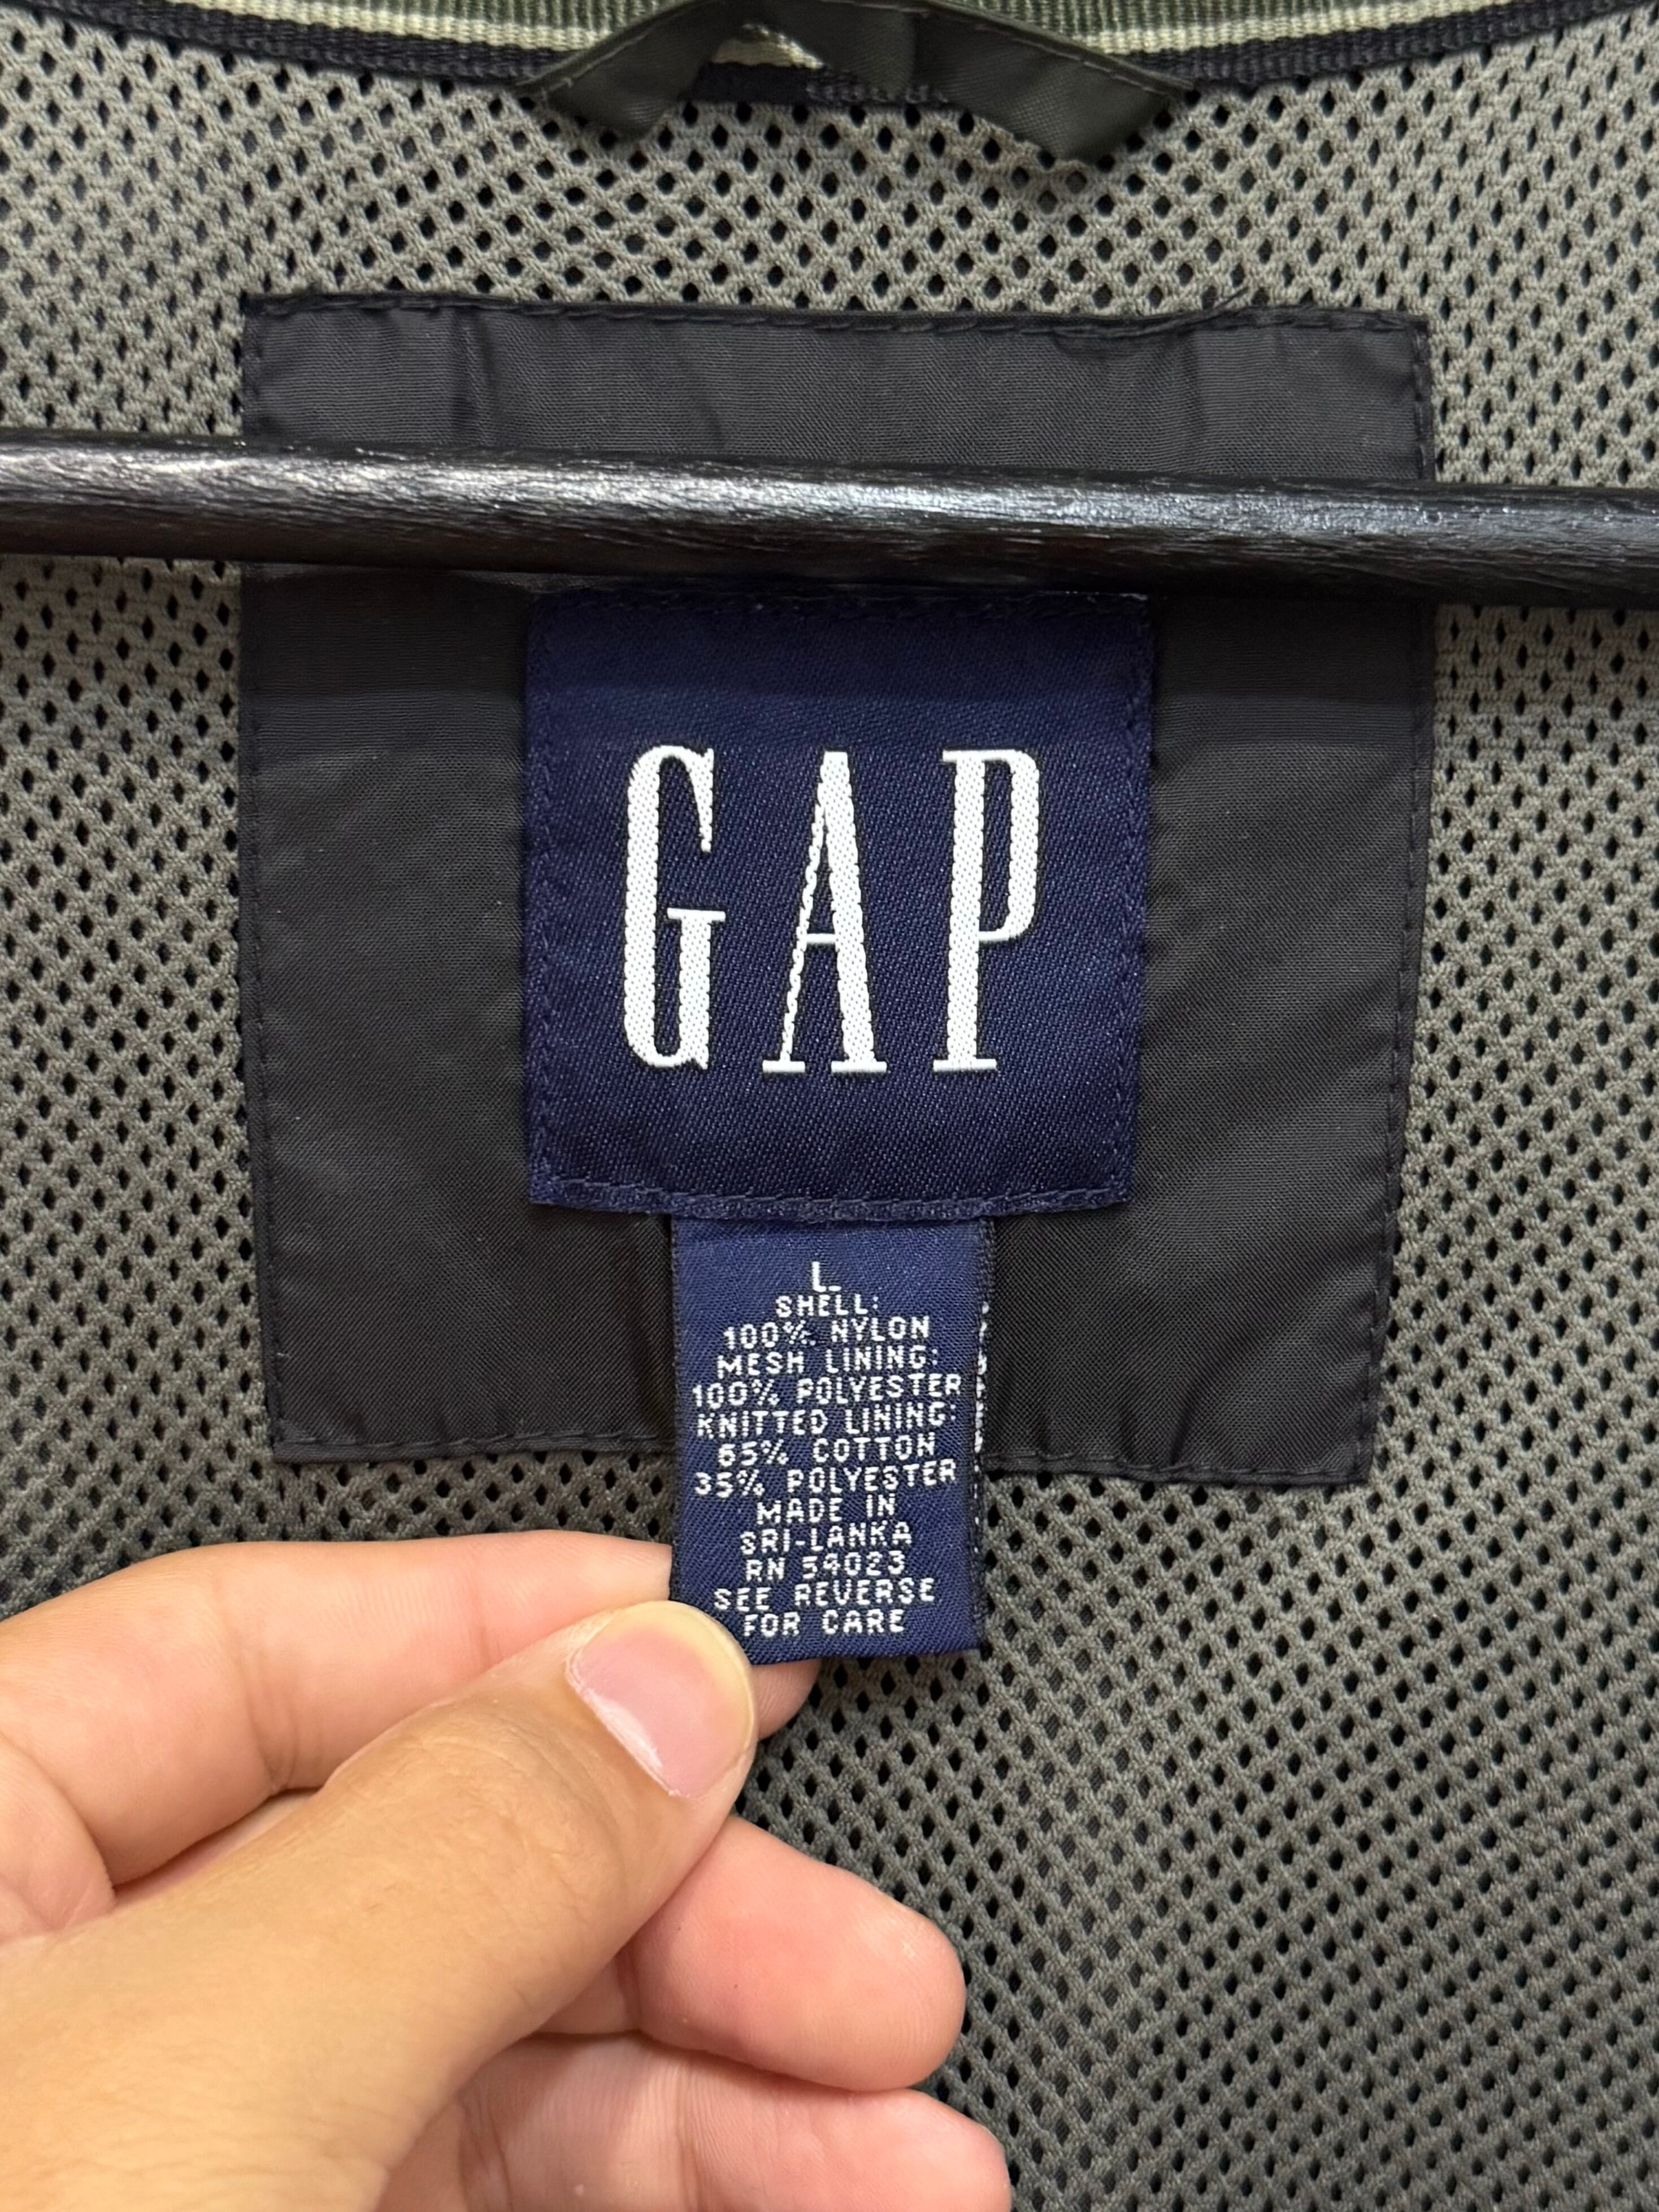 GAP
L
SHELL:
100% NYLON
MESH LINING:
100% POLYESTER
KNITTED LINING:
65% COTTON
35% POLYESTER
MADE IN
SRI-LANKA
RN 54023
SEE REVERSE
FOR CARE